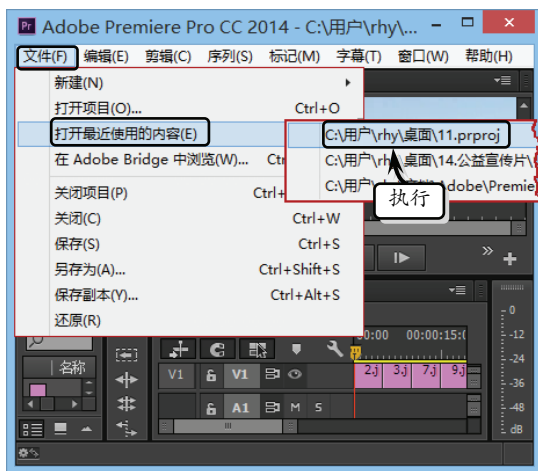 Adobe Premiere Pro CC 2014 - C:\用户\rhy\...
文件(F) 编辑(E) 剪辑(C) 序列(S) 标记(M) 字幕(T) 窗口(W) 帮助(H)
新建(N)
打开项目(O)... Ctrl+O
打开最近使用的内容(E)
C:\用户\rhy\桌面\11.prproj
在 Adobe Bridge 中浏览(W)... Ctr
C:\用户\rhy\桌面\14.公益宣传片\
C:\用户\rhy\ Adobe\Premie
执行
关闭项目(P) Ctrl+
关闭(C) Ctrl+W
保存(S) Ctrl+S
另存为(A)... Ctrl+Shift+S
保存副本(Y)... Ctrl+Alt+S
还原(R)
00:00 00:00:15:0
名称
V1 V1 2.j 3.j 7.j 9.j
A1 M S
0
-12
-24
-36
-48
dB